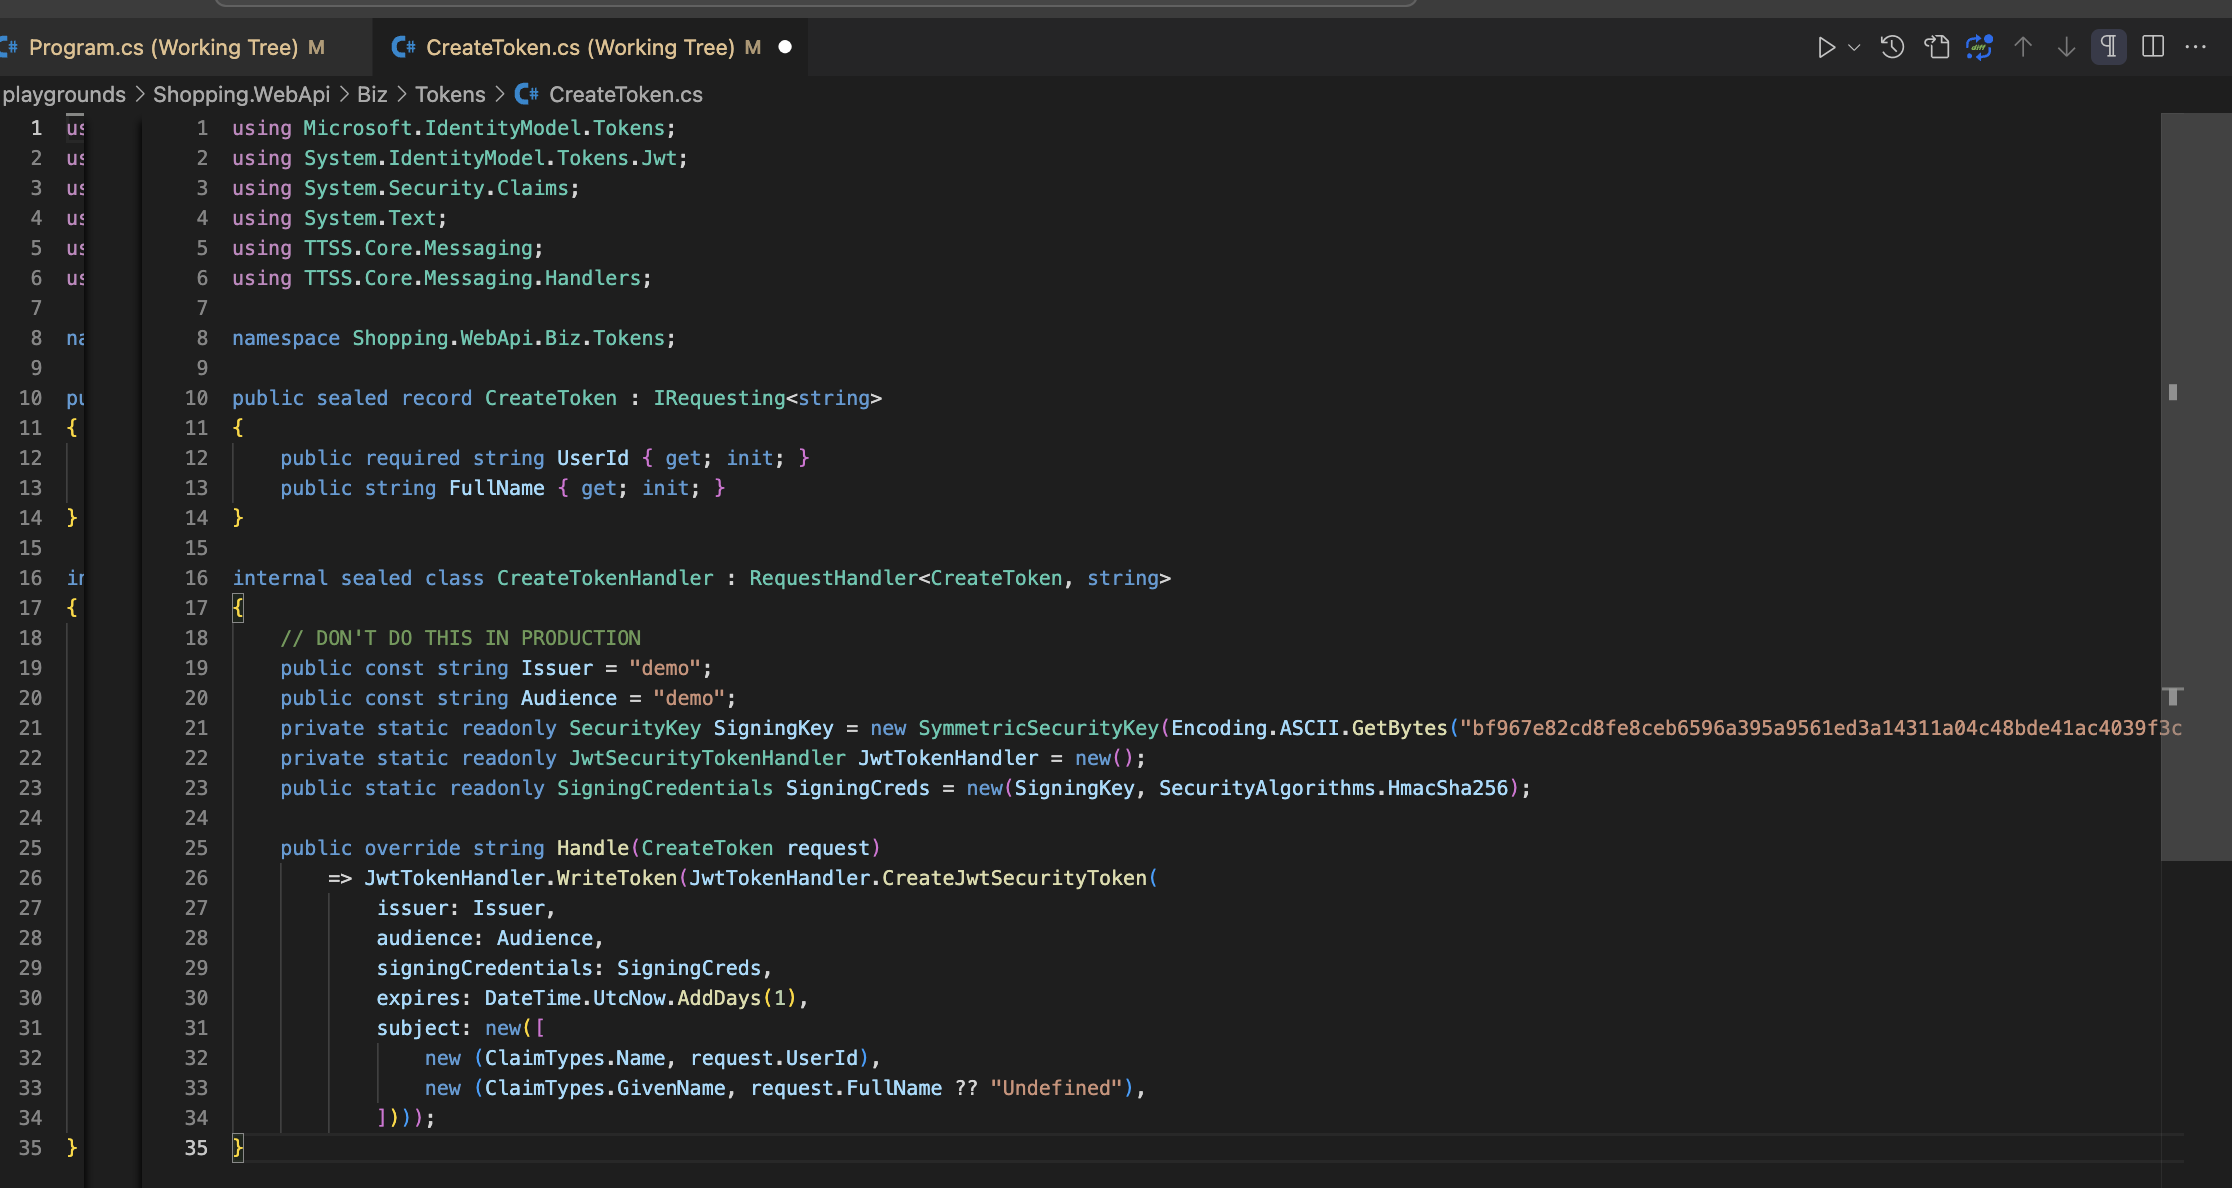 Program.cs (Working Tree) M
CreateToken.cs (Working Tree) M
playgrounds > Shopping.WebApi > Biz > Tokens > CreateToken.cs
1 us 1 using Microsoft.IdentityModel.Tokens;
2 us 2 using System.IdentityModel.Tokens.Jwt;
3 us 3 using System.Security.Claims;
4 us 4 using System.Text;
5 us 5 using TTSS.Core.Messaging;
6 us 6 using TTSS.Core.Messaging.Handlers;
7 7
8 na 8 namespace Shopping.WebApi.Biz.Tokens;
9 9
10 pu 10 public sealed record CreateToken : IRequesting<string>
11 { 11 {
12 12 public required string UserId { get; init; }
13 13 public string FullName { get; init; }
14 } 14 }
15 15
16 in 16 internal sealed class CreateTokenHandler : RequestHandler<CreateToken, string>
17 { 17 {
18 18 // DON'T DO THIS IN PRODUCTION
19 19 public const string Issuer = "demo";
20 20 public const string Audience = "demo";
21 21 private static readonly SecurityKey SigningKey = new SymmetricSecurityKey(Encoding.ASCII.GetBytes("bf967e82cd8fe8ceb6596a395a9561ed3a14311a04c48bde41ac4039f3c
22 22 private static readonly JwtSecurityTokenHandler JwtTokenHandler = new();
23 23 public static readonly SigningCredentials SigningCreds = new(SigningKey, SecurityAlgorithms.HmacSha256);
24 24
25 25 public override string Handle(CreateToken request)
26 26 => JwtTokenHandler.WriteToken(JwtTokenHandler.CreateJwtSecurityToken(
27 27 issuer: Issuer,
28 28 audience: Audience,
29 29 signingCredentials: SigningCreds,
30 30 expires: DateTime.UtcNow.AddDays(1),
31 31 subject: new([
32 32 new (ClaimTypes.Name, request.UserId),
33 33 new (ClaimTypes.GivenName, request.FullName ?? "Undefined"),
34 34 ])));
35 } 35 }